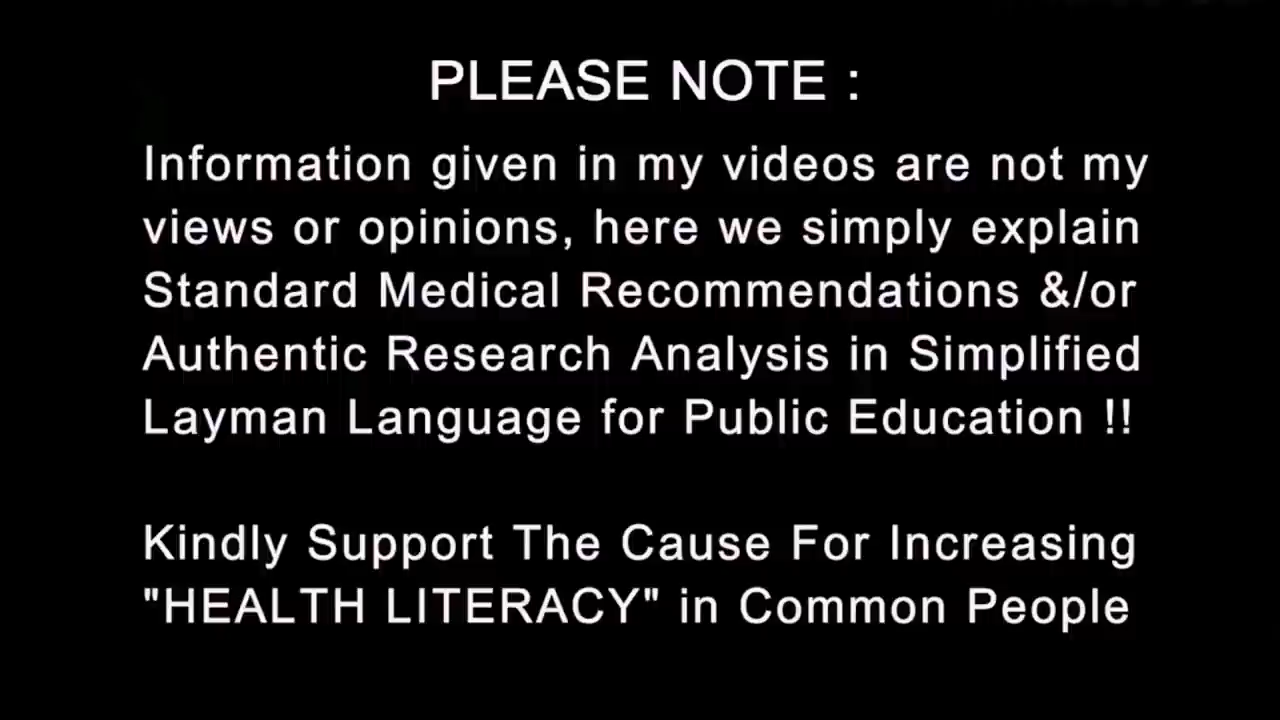 PLEASE NOTE :
Information given in my videos are not my
views or opinions, here we simply explain
Standard Medical Recommendations &/or
Authentic Research Analysis in Simplified
Layman Language for Public Education !!
Kindly Support The Cause For Increasing
"HEALTH LITERACY" in Common People